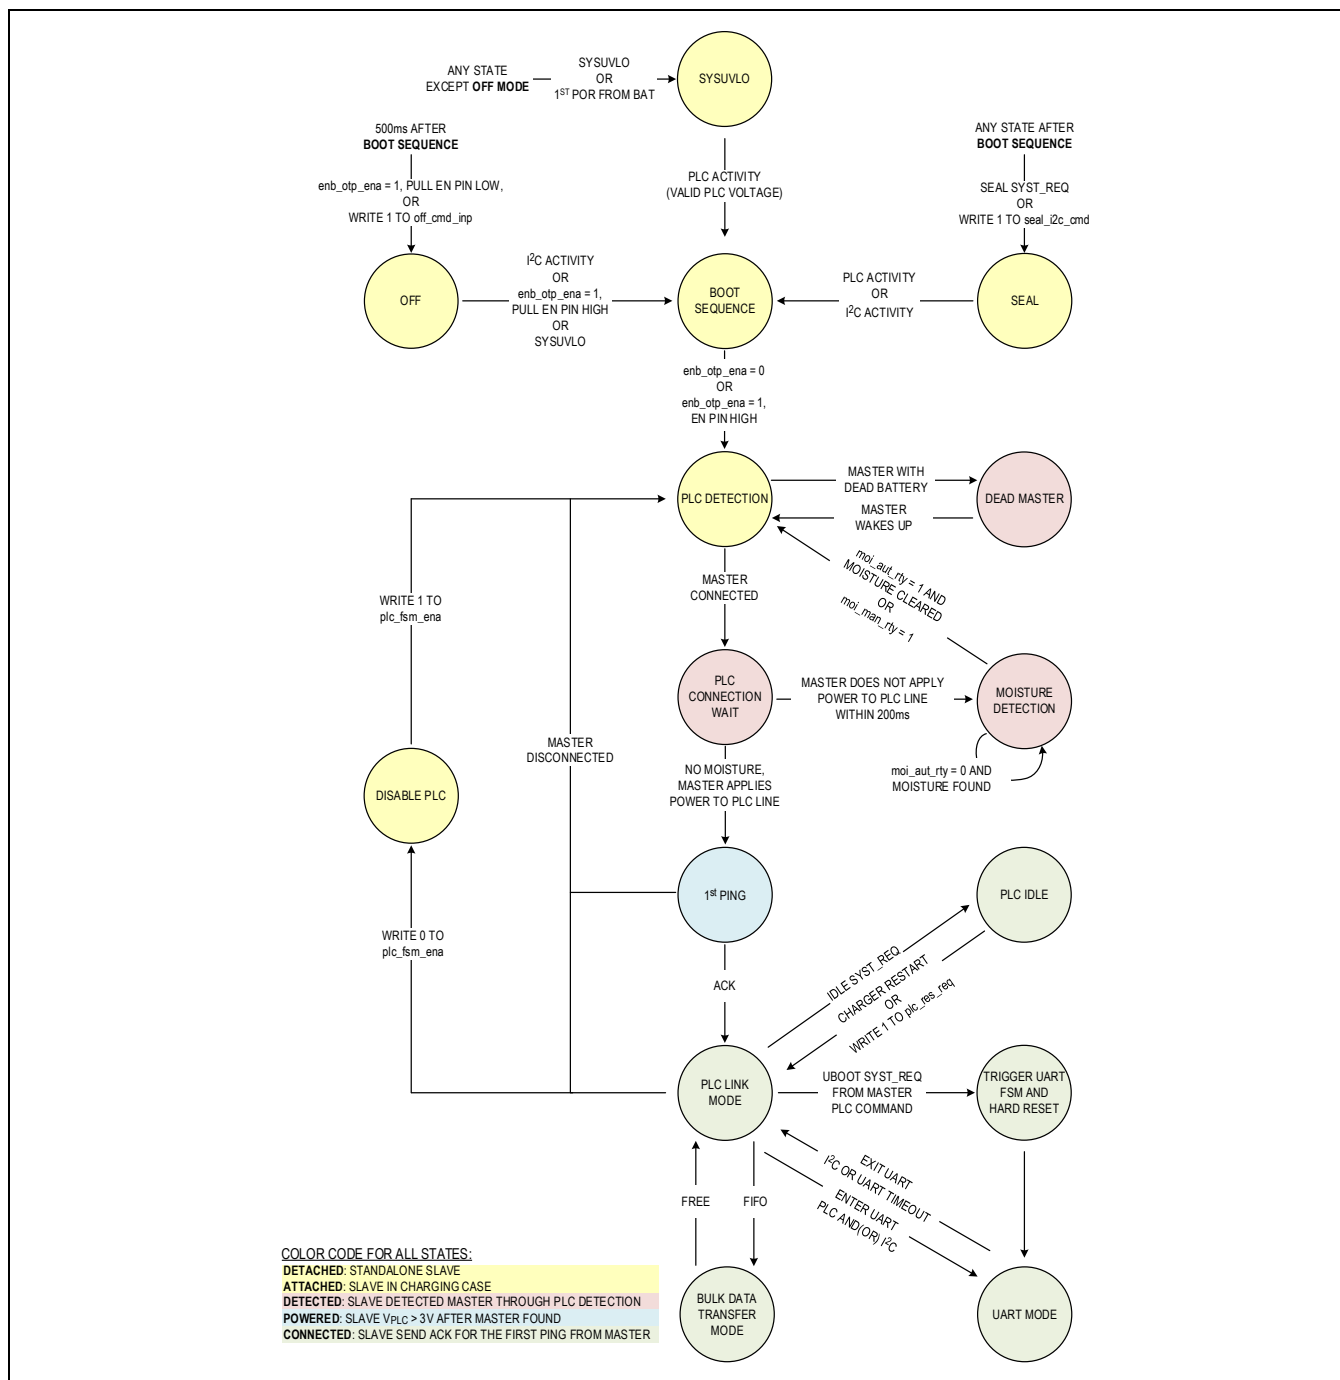 ANY STATE
EXCEPT OFF MODE
SYSUVLO
OR
1ST POR FROM BAT
SYSUVLO
500ms AFTER
BOOT SEQUENCE
enb_otp_ena = 1, PULL EN PIN LOW,
OR
WRITE 1 TO off_cmd_inp
PLC ACTIVITY
(VALID PLC VOLTAGE)
ANY STATE AFTER
BOOT SEQUENCE
SEAL SYST_REQ
OR
WRITE 1 TO seal_i2c_cmd
OFF
I2C ACTIVITY
OR
enb_otp_ena = 1,
PULL EN PIN HIGH
OR
SYSUVLO
BOOT
SEQUENCE
PLC ACTIVITY
OR
I2C ACTIVITY
SEAL
enb_otp_ena = 0
OR
enb_otp_ena = 1,
EN PIN HIGH
PLC DETECTION
MASTER WITH
DEAD BATTERY
MASTER
WAKES UP
DEAD MASTER
moi_aut_rty = 1 AND
MOISTURE CLEARED
OR
moi_man_rty = 1
MASTER
CONNECTED
WRITE 1 TO
plc_fsm_ena
PLC
CONNECTION
WAIT
MASTER DOES NOT APPLY
POWER TO PLC LINE
WITHIN 200ms
MOISTURE
DETECTION
moi_aut_rty = 0 AND
MOISTURE FOUND
MASTER
DISCONNECTED
NO MOISTURE,
MASTER APPLIES
POWER TO PLC LINE
DISABLE PLC
1st PING
PLC IDLE
WRITE 0 TO
plc_fsm_ena
ACK
IDLE SYST_REQ
CHARGER RESTART
OR
WRITE 1 TO plc_res_req
PLC LINK
MODE
UBOOT SYST_REQ
FROM MASTER
PLC COMMAND
TRIGGER UART
FSM AND
HARD RESET
EXIT UART
I2C OR UART TIMEOUT
ENTER UART
PLC AND(OR) I2C
FREE
FIFO
BULK DATA
TRANSFER
MODE
UART MODE
COLOR CODE FOR ALL STATES:
DETACHED: STANDALONE SLAVE
ATTACHED: SLAVE IN CHARGING CASE
DETECTED: SLAVE DETECTED MASTER THROUGH PLC DETECTION
POWERED: SLAVE VPLC > 3V AFTER MASTER FOUND
CONNECTED: SLAVE SEND ACK FOR THE FIRST PING FROM MASTER